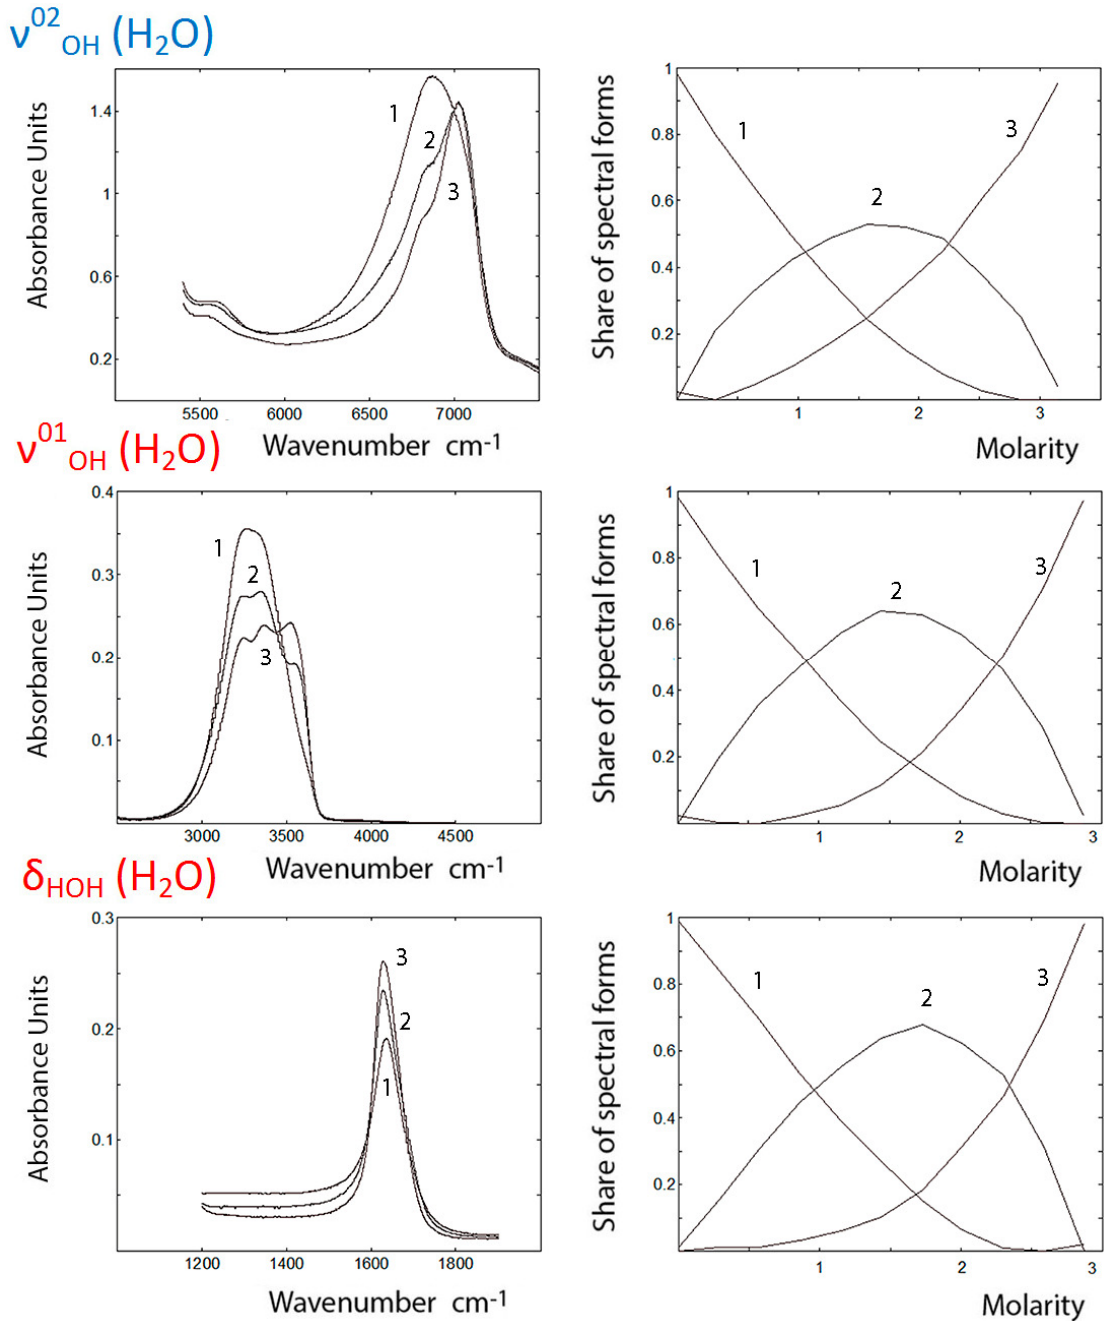 ν⁰²OH (H₂O)
Absorbance Units
1.4
1
0.6
0.2
1
2
3
5500 6000 6500 7000
Wavenumber cm-1
Share of spectral forms
1
0.8
0.6
0.4
0.2
1
2
3
1 2 3
Molarity
ν⁰¹OH (H₂O)
Absorbance Units
0.4
0.3
0.2
0.1
1
2
3
3000 3500 4000 4500
Wavenumber cm-1
Share of spectral forms
1
0.8
0.6
0.4
0.2
1
2
3
1 2 3
Molarity
δHOH (H₂O)
Absorbance Units
0.3
0.2
0.1
3
2
1
1200 1400 1600 1800
Wavenumber cm-1
Share of spectral forms
1
0.8
0.6
0.4
0.2
1
2
3
1 2 3
Molarity